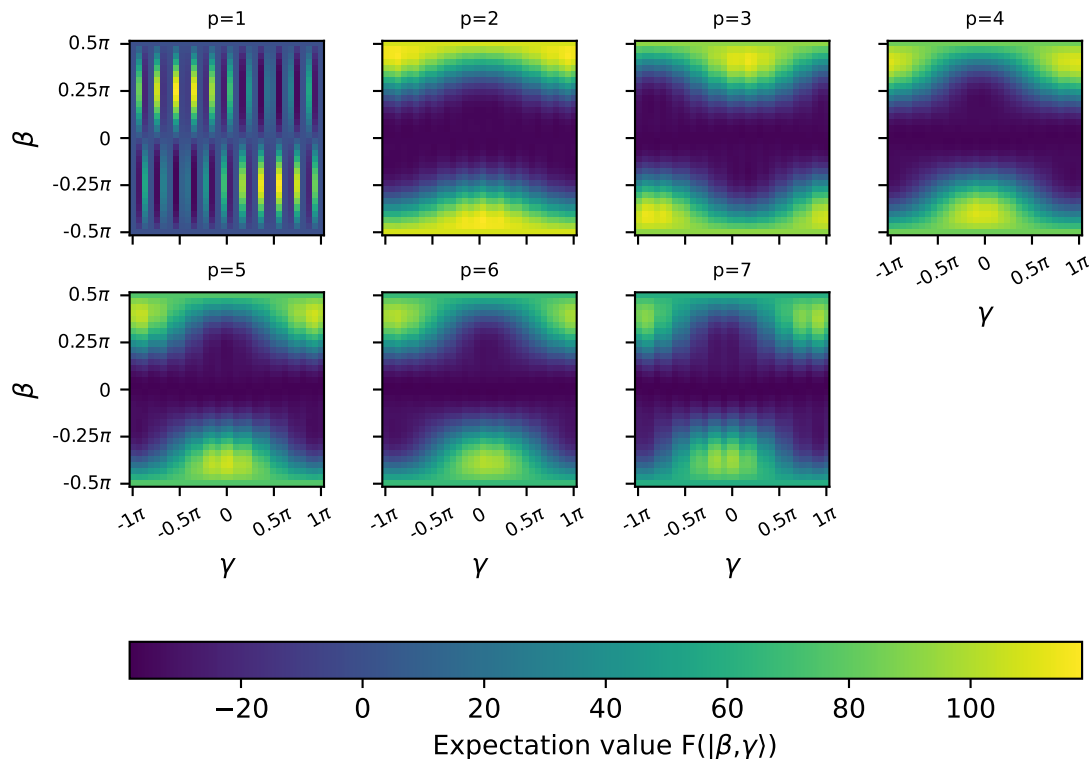 p=1
p=2
p=3
p=4
0.5π
0.25π
0
-0.25π
-0.5π
β
-1π
-0.5π
0
0.5π
1π
γ
p=5
p=6
p=7
0.5π
0.25π
0
-0.25π
-0.5π
β
-1π
-0.5π
0
0.5π
1π
-1π
-0.5π
0
0.5π
1π
-1π
-0.5π
0
0.5π
1π
γ
γ
γ
−20
0
20
40
60
80
100
Expectation value F(|β,γ⟩)